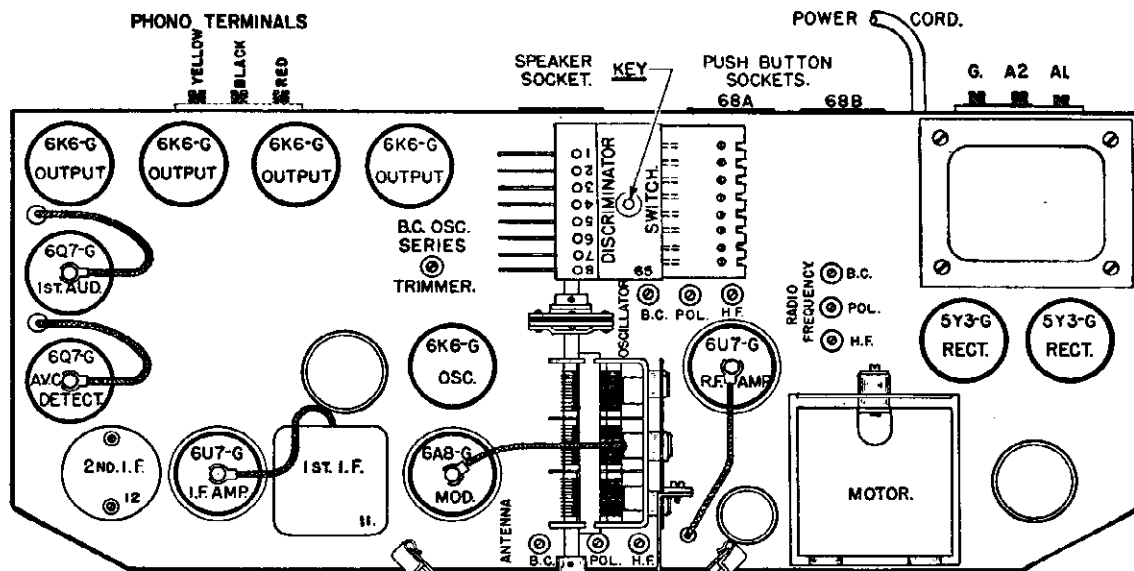 PHONO TERMINALS
YELLOW
BLACK
RED
SPEAKER
SOCKET.
KEY
PUSH BUTTON
SOCKETS.
68A
68B
POWER CORD.
G. A2 A1.
6K6-G
OUTPUT
6K6-G
OUTPUT
6K6-G
OUTPUT
6K6-G
OUTPUT
1
2
3
4
5
6
7
8
DISCRIMINATOR
SWITCH.
65
B.C. OSC.
SERIES
TRIMMER.
6Q7-G
1ST. AUD.
OSCILLATOR
B.C. POL. H.F.
RADIO
FREQUENCY
B.C.
POL.
H.F.
5Y3-G
RECT.
5Y3-G
RECT.
6Q7-G
A.V.C.
DETECT.
6K6-G
OSC.
6U7-G
R.F. AMP.
2ND. I.F.
12
6U7-G
I.F. AMP.
1ST. I.F.
11.
6A8-G
MOD.
MOTOR.
ANTENNA
B.C. POL. H.F.